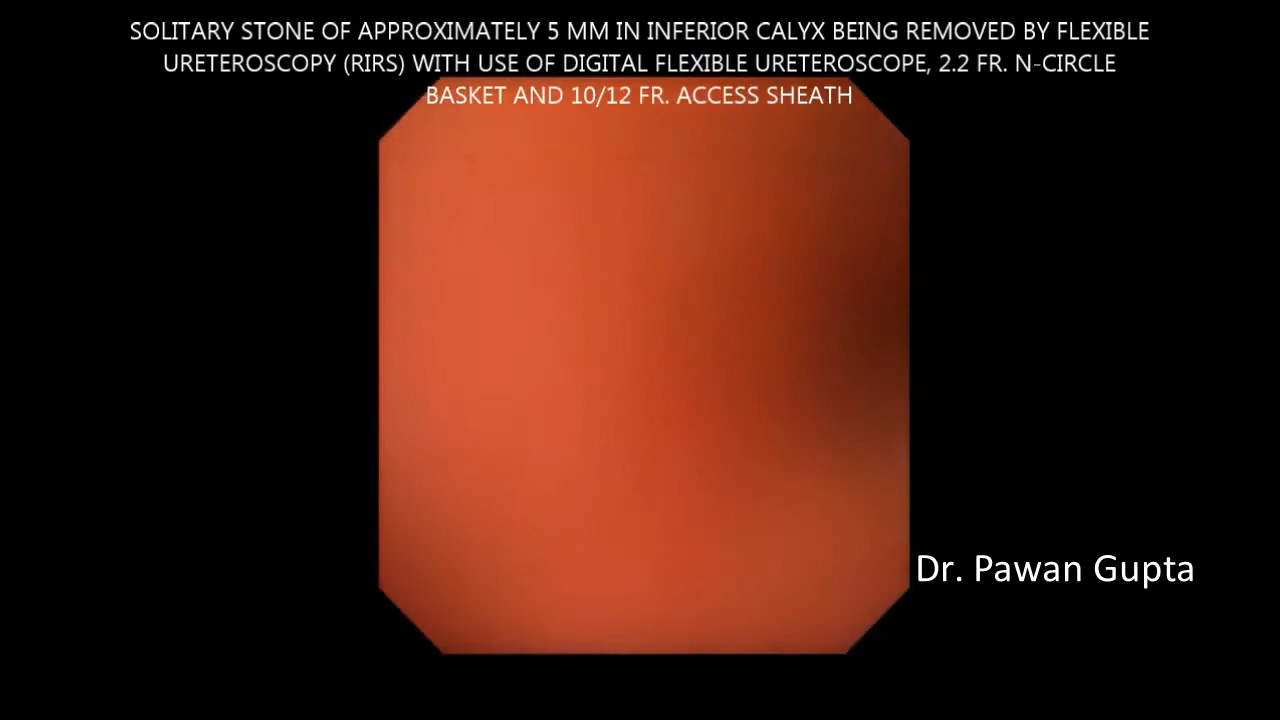 SOLITARY STONE OF APPROXIMATELY 5 MM IN INFERIOR CALYX BEING REMOVED BY FLEXIBLE
URETEROSCOPY (RIRS) WITH USE OF DIGITAL FLEXIBLE URETEROSCOPE, 2.2 FR. N-CIRCLE
BASKET AND 10/12 FR. ACCESS SHEATH
Dr. Pawan Gupta